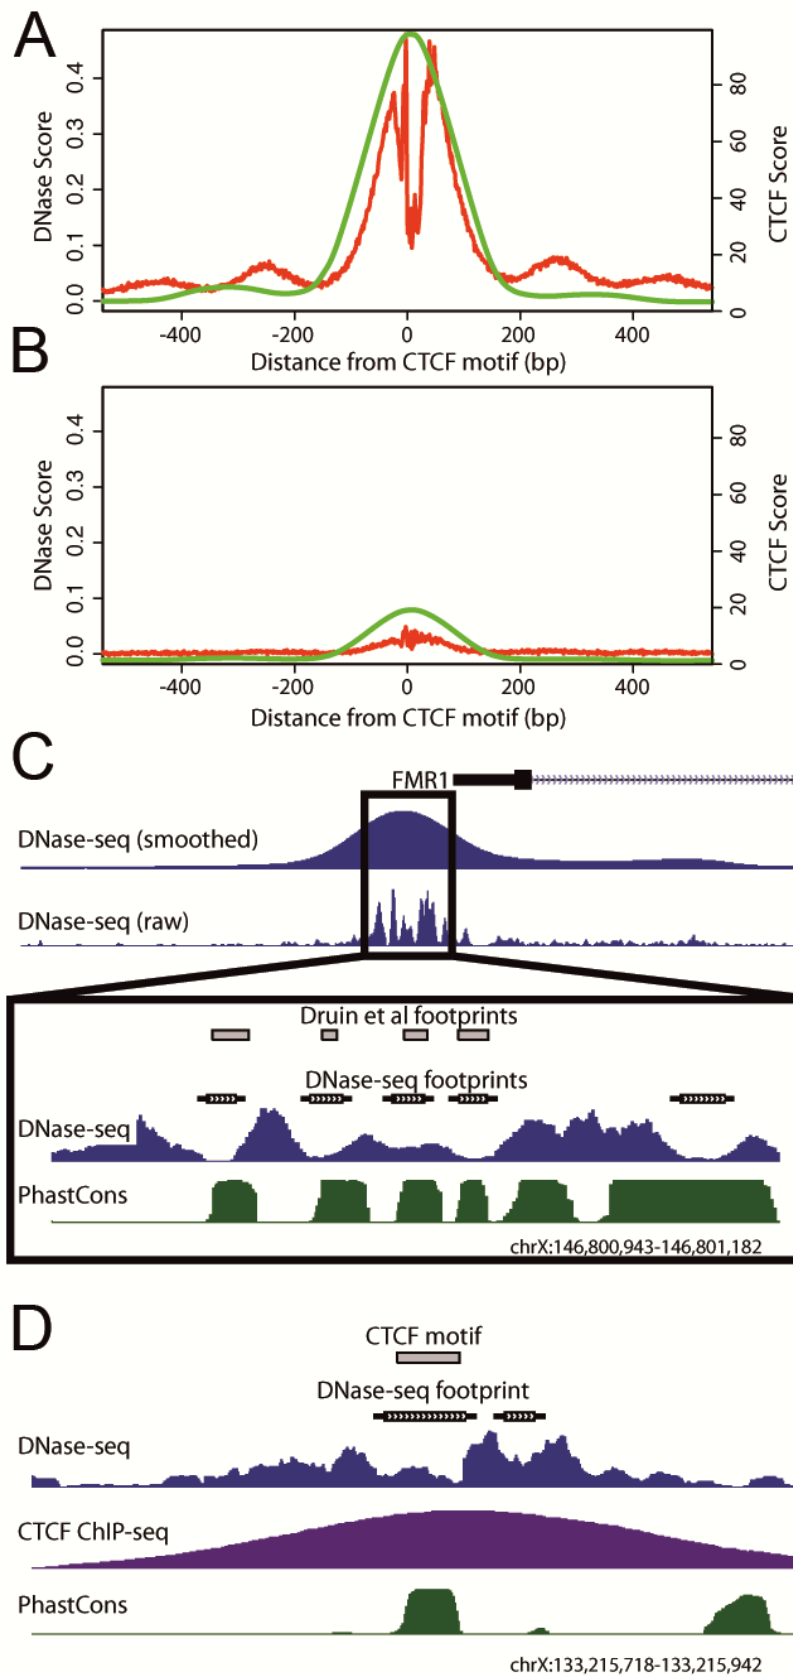 A
DNase Score
0.0 0.1 0.2 0.3 0.4
CTCF Score
0 20 40 60 80
-400 -200 0 200 400
Distance from CTCF motif (bp)
B
DNase Score
0.0 0.1 0.2 0.3 0.4
CTCF Score
0 20 40 60 80
-400 -200 0 200 400
Distance from CTCF motif (bp)
C
FMR1
DNase-seq (smoothed)
DNase-seq (raw)
Druin et al footprints
DNase-seq footprints
DNase-seq
PhastCons
chrX:146,800,943-146,801,182
D
CTCF motif
DNase-seq footprint
DNase-seq
CTCF ChIP-seq
PhastCons
chrX:133,215,718-133,215,942